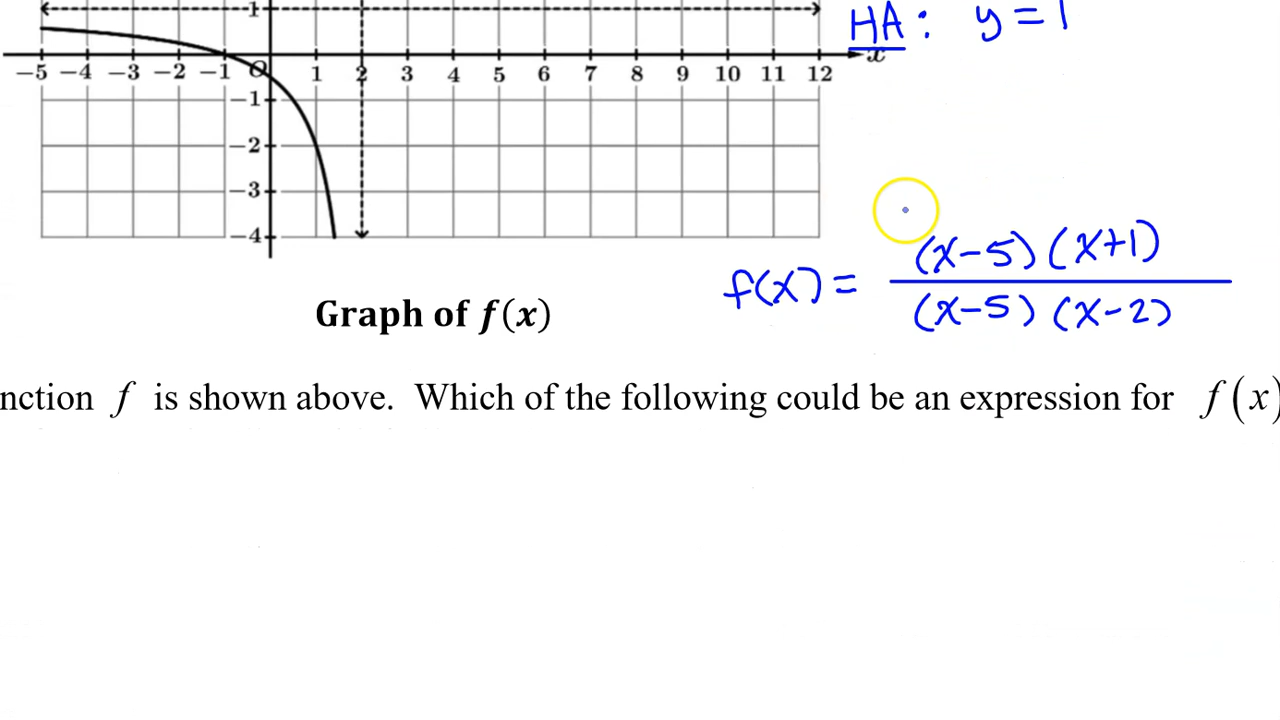 1
HA: y = 1
x
−5 −4 −3 −2 −1 O 1 2 3 4 5 6 7 8 9 10 11 12
−1
−2
−3
−4
f(x) = (x−5)(x+1)
(x−5)(x−2)
Graph of f(x)
nction f is shown above. Which of the following could be an expression for f(x)